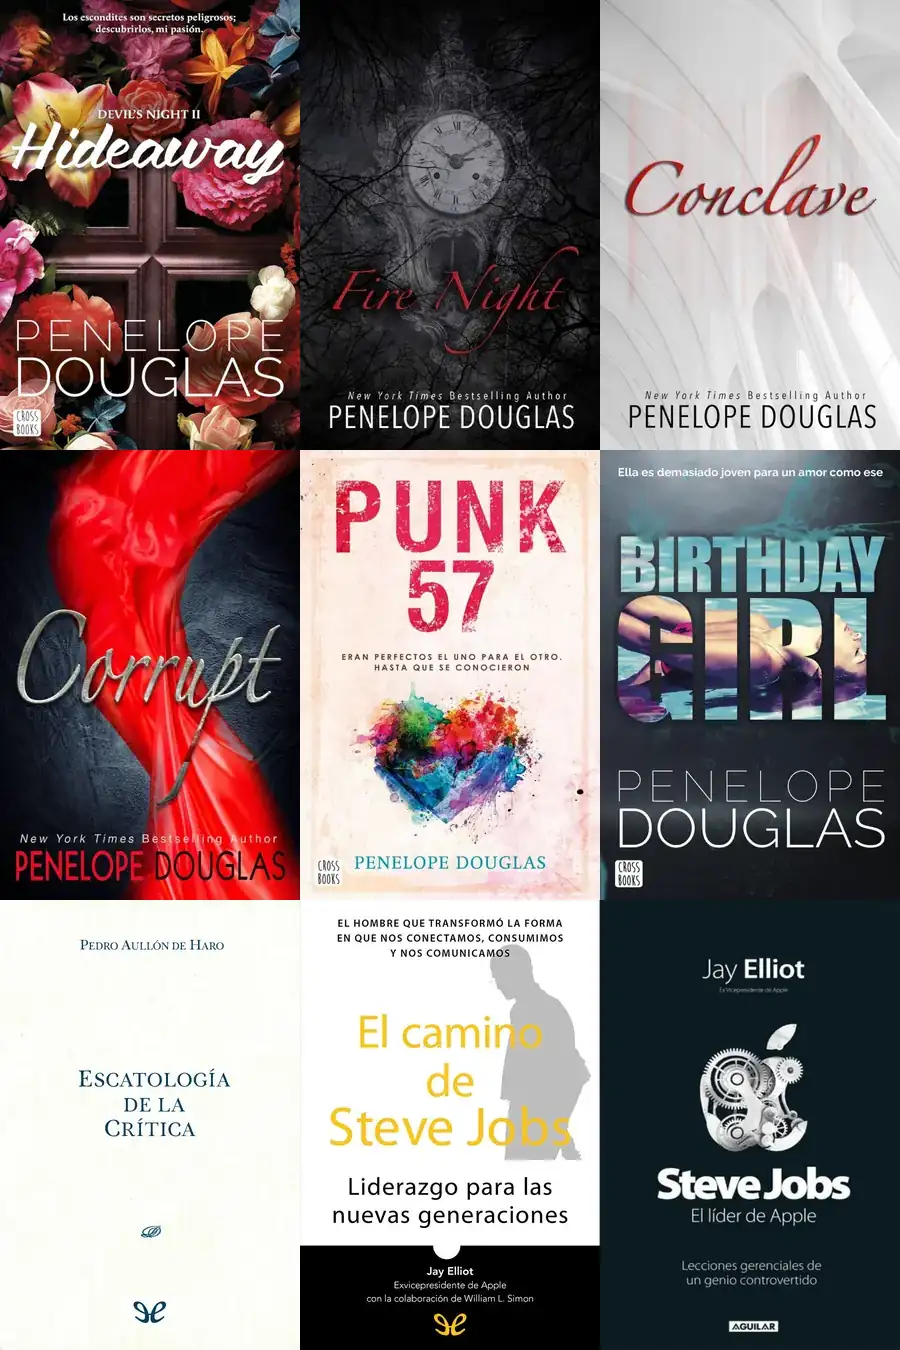 Los escondites son secretos peligrosos;
descubrirlos, mi pasión.
DEVIL'S NIGHT II
Hideaway
PENELOPE
DOUGLAS
CROSS
BOOKS
Fire Night
New York Times Bestselling Author
PENELOPE DOUGLAS
Conclave
New York Times Bestselling Author
PENELOPE DOUGLAS
Corrupt
New York Times Bestselling Author
PENELOPE DOUGLAS
PUNK
57
ERAN PERFECTOS EL UNO PARA EL OTRO.
HASTA QUE SE CONOCIERON
CROSS
BOOKS
PENELOPE DOUGLAS
Ella es demasiado joven para un amor como ese
BIRTHDAY
GIRL
PENELOPE
DOUGLAS
CROSS
BOOKS
PEDRO AULLÓN DE HARO
ESCATOLOGÍA
DE LA
CRÍTICA
EL HOMBRE QUE TRANSFORMÓ LA FORMA
EN QUE NOS CONECTAMOS, CONSUMIMOS
Y NOS COMUNICAMOS
El camino
de
Steve Jobs
Liderazgo para las
nuevas generaciones
Jay Elliot
Exvicepresidente de Apple
con la colaboración de William L. Simon
Jay Elliot
Ex Vicepresidente de Apple
Steve Jobs
El líder de Apple
Lecciones gerenciales de
un genio controvertido
AGUILAR